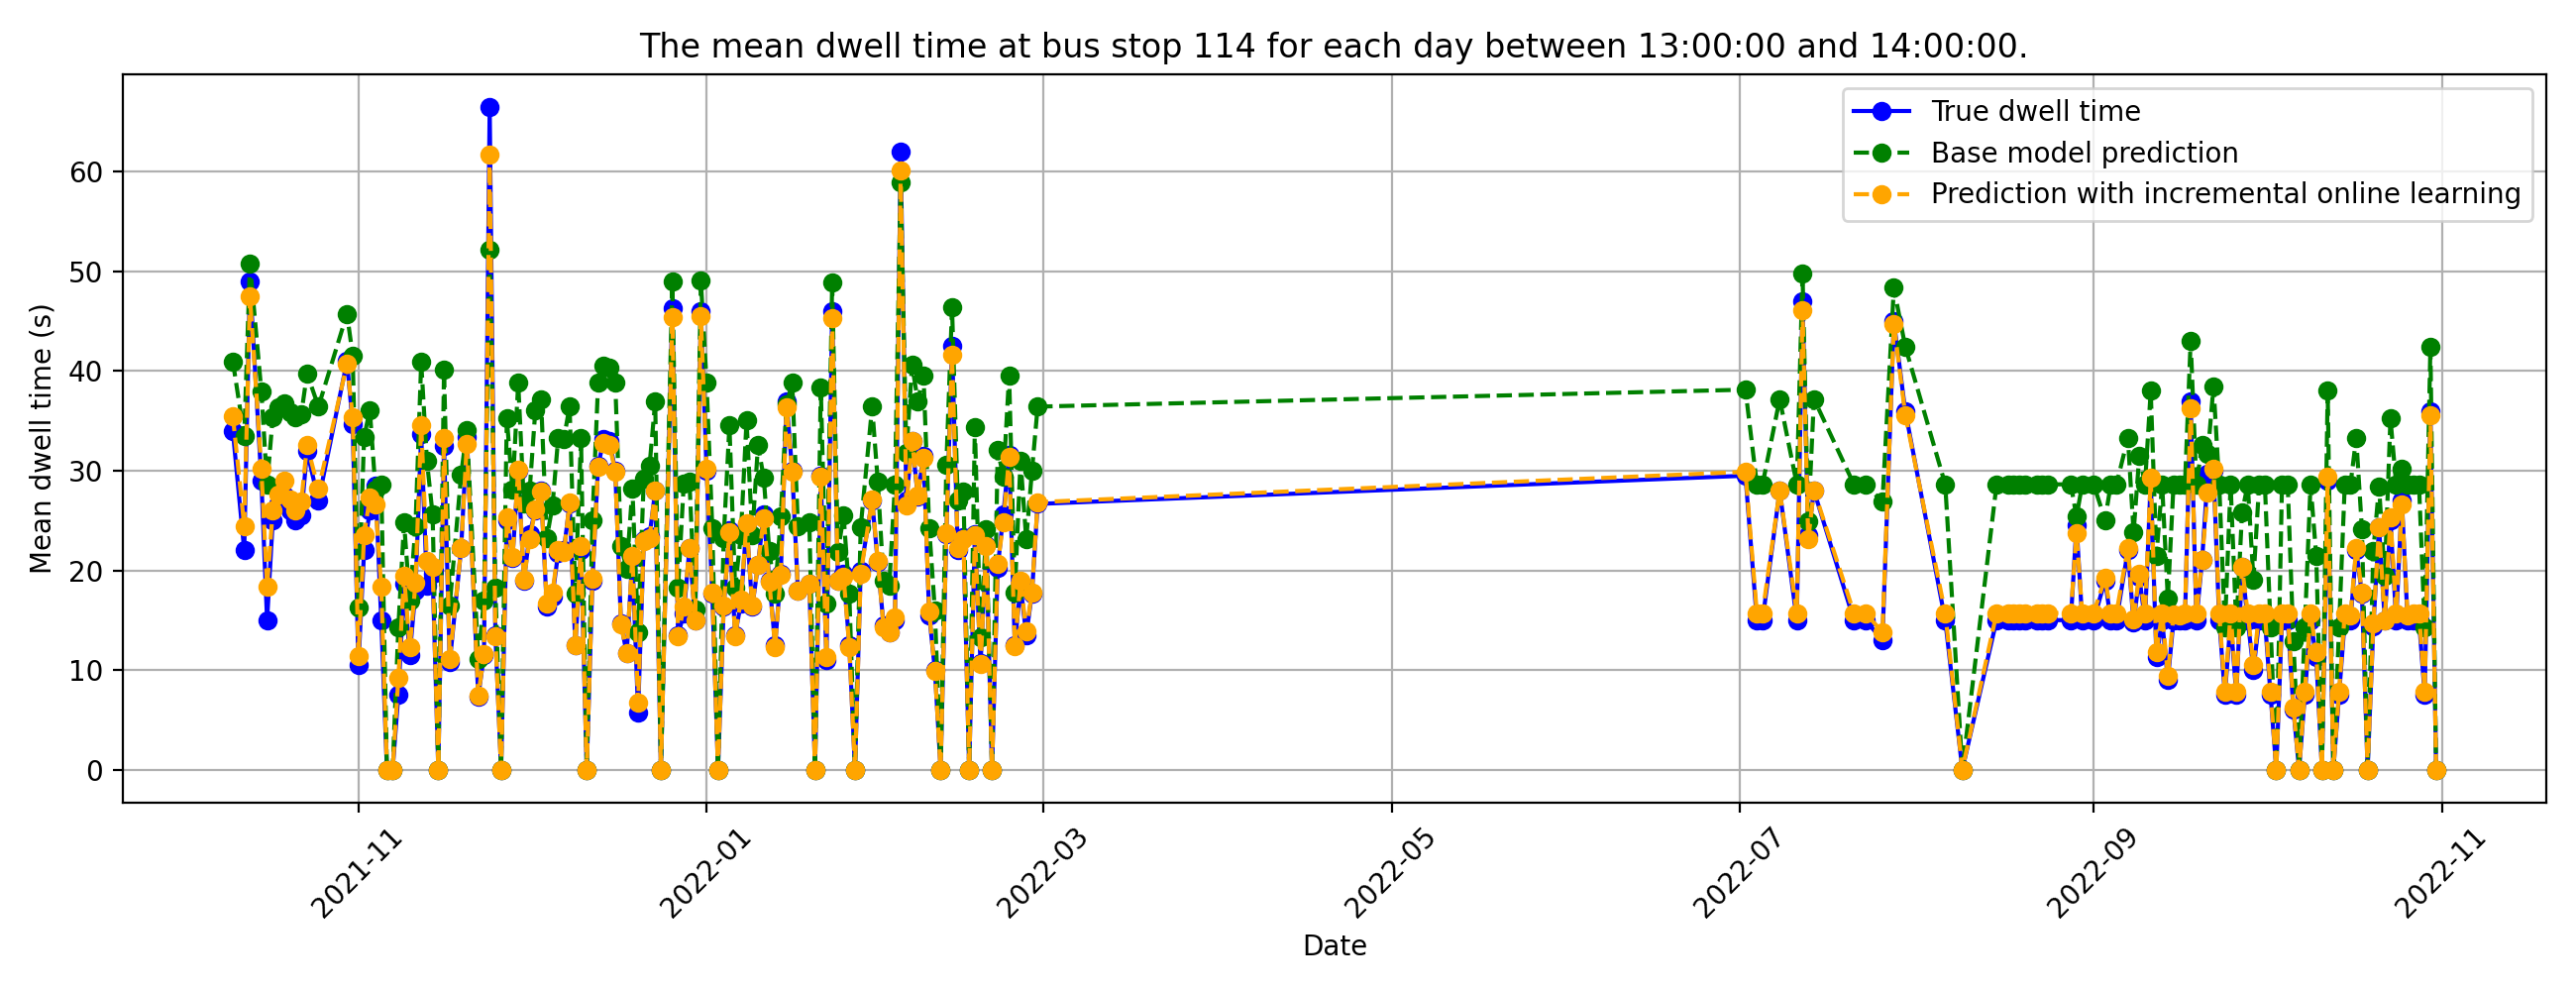 The mean dwell time at bus stop 114 for each day between 13:00:00 and 14:00:00.
True dwell time
Base model prediction
Prediction with incremental online learning
Mean dwell time (s)
60
50
40
30
20
10
0
2021-11
2022-01
2022-03
2022-05
2022-07
2022-09
2022-11
Date